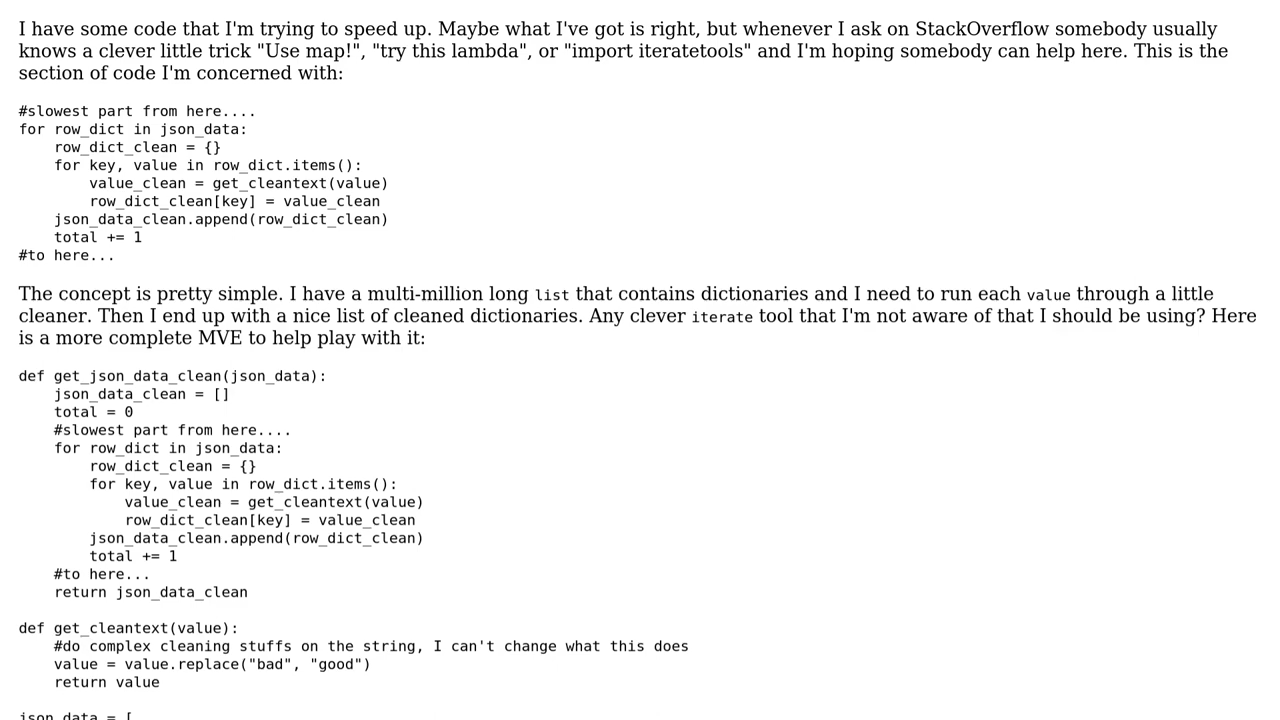 I have some code that I'm trying to speed up. Maybe what I've got is right, but whenever I ask on StackOverflow somebody usually
knows a clever little trick "Use map!", "try this lambda", or "import iteratetools" and I'm hoping somebody can help here. This is the
section of code I'm concerned with:
#slowest part from here....
for row_dict in json_data:
    row_dict_clean = {}
    for key, value in row_dict.items():
        value_clean = get_cleantext(value)
        row_dict_clean[key] = value_clean
    json_data_clean.append(row_dict_clean)
    total += 1
#to here...
The concept is pretty simple. I have a multi-million long list that contains dictionaries and I need to run each value through a little
cleaner. Then I end up with a nice list of cleaned dictionaries. Any clever iterate tool that I'm not aware of that I should be using? Here
is a more complete MVE to help play with it:
def get_json_data_clean(json_data):
    json_data_clean = []
    total = 0
    #slowest part from here....
    for row_dict in json_data:
        row_dict_clean = {}
        for key, value in row_dict.items():
            value_clean = get_cleantext(value)
            row_dict_clean[key] = value_clean
        json_data_clean.append(row_dict_clean)
        total += 1
    #to here...
    return json_data_clean
def get_cleantext(value):
    #do complex cleaning stuffs on the string, I can't change what this does
    value = value.replace("bad", "good")
    return value
json_data = [